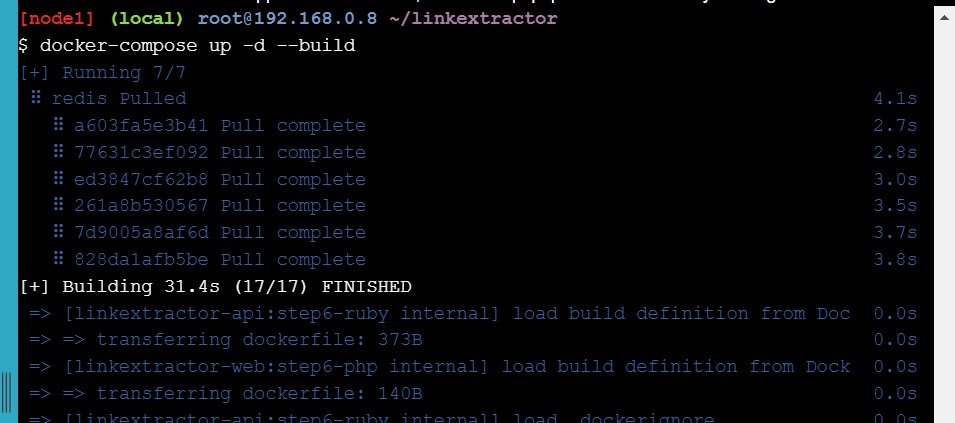 [node1] (local) root@192.168.0.8 ~/linkextractor
$ docker-compose up -d --build
[+] Running 7/7
⠿ redis Pulled 4.1s
⠿ a603fa5e3b41 Pull complete 2.7s
⠿ 77631c3ef092 Pull complete 2.8s
⠿ ed3847cf62b8 Pull complete 3.0s
⠿ 261a8b530567 Pull complete 3.5s
⠿ 7d9005a8af6d Pull complete 3.7s
⠿ 828da1afb5be Pull complete 3.8s
[+] Building 31.4s (17/17) FINISHED
=> [linkextractor-api:step6-ruby internal] load build definition from Doc 0.0s
=> => transferring dockerfile: 373B 0.0s
=> [linkextractor-web:step6-php internal] load build definition from Dock 0.0s
=> => transferring dockerfile: 140B 0.0s
=> [linkextractor-api:step6-ruby internal] load .dockerignore 0.0s